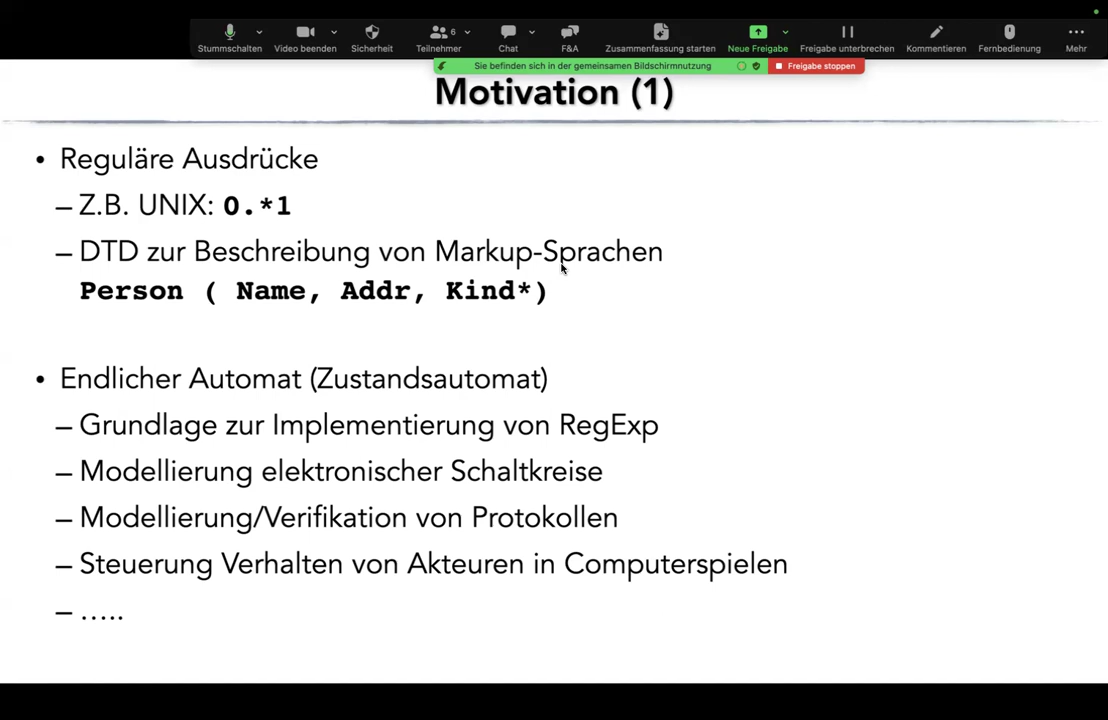 Stummschalten
Video beenden
Sicherheit
6
Teilnehmer
Chat
F&A
Zusammenfassung starten
Neue Freigabe
Freigabe unterbrechen
Kommentieren
Fernbedienung
Mehr
Sie befinden sich in der gemeinsamen Bildschirmnutzung
Freigabe stoppen
Motivation (1)
• Reguläre Ausdrücke
– Z.B. UNIX: 0.*1
– DTD zur Beschreibung von Markup-Sprachen
Person ( Name, Addr, Kind*)
• Endlicher Automat (Zustandsautomat)
– Grundlage zur Implementierung von RegExp
– Modellierung elektronischer Schaltkreise
– Modellierung/Verifikation von Protokollen
– Steuerung Verhalten von Akteuren in Computerspielen
– …..